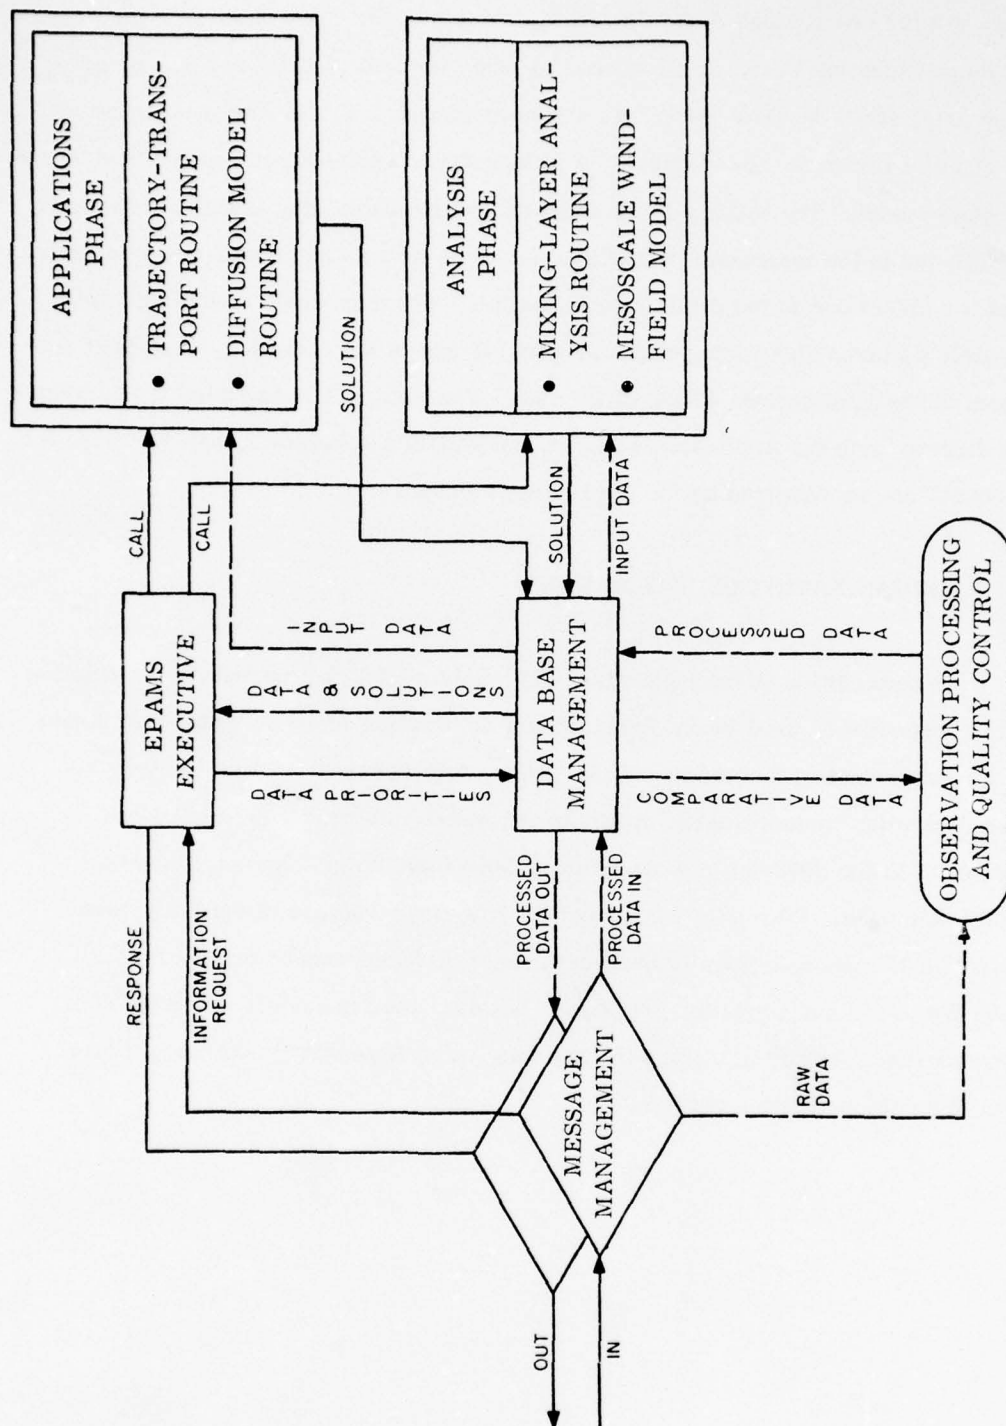 APPLICATIONS
PHASE
• TRAJECTORY-TRANS-
PORT ROUTINE
• DIFFUSION MODEL
ROUTINE
ANALYSIS
PHASE
• MIXING-LAYER ANAL-
YSIS ROUTINE
• MESOSCALE WIND-
FIELD MODEL
SOLUTION
CALL
CALL
SOLUTION
INPUT DATA
EPAMS
EXECUTIVE
INPUT DATA
DATA & SOLUTIONS
DATA PRIORITIES
DATA BASE
MANAGEMENT
PROCESSED DATA
COMPARATIVE DATA
OBSERVATION PROCESSING
AND QUALITY CONTROL
RESPONSE
INFORMATION
REQUEST
PROCESSED
DATA OUT
PROCESSED
DATA IN
MESSAGE
MANAGEMENT
RAW
DATA
OUT
IN